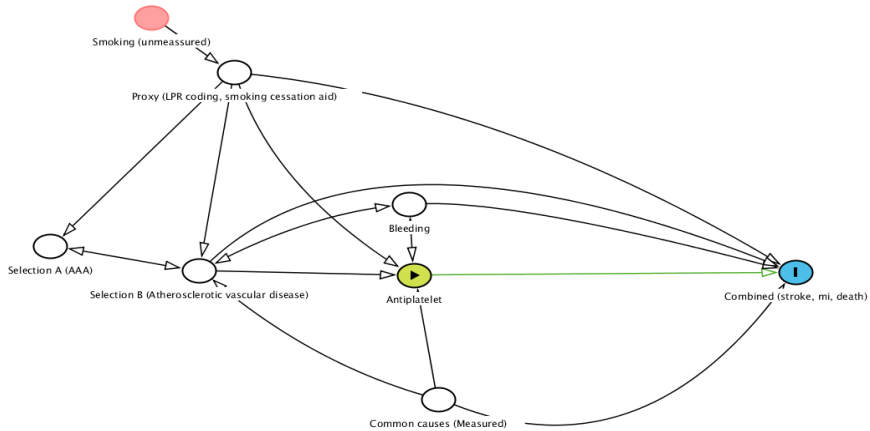 Smoking (unmeassured)
Proxy (LPR coding, smoking cessation aid)
Bleeding
Selection A (AAA)
Selection B (Atherosclerotic vascular disease)
Antiplatelet
Combined (stroke, mi, death)
Common causes (Measured)